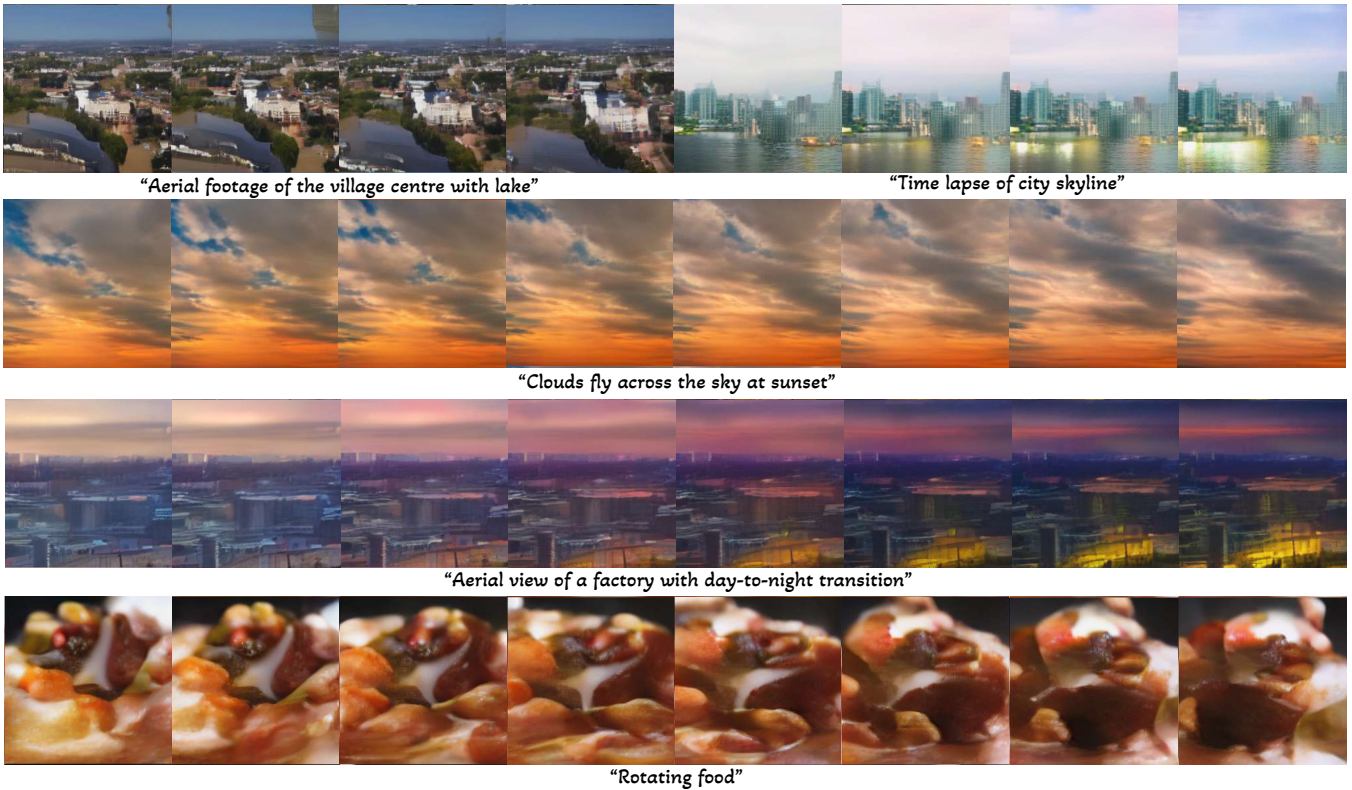 “Aerial footage of the village centre with lake”
“Time lapse of city skyline”
“Clouds fly across the sky at sunset”
“Aerial view of a factory with day-to-night transition”
“Rotating food”